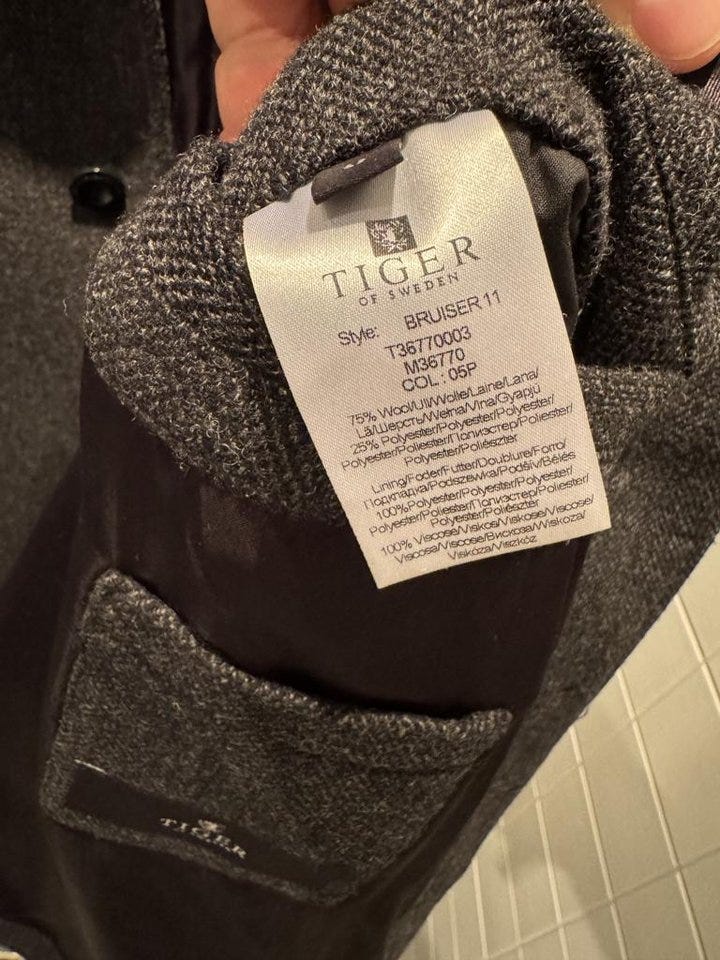 TIGER
OF SWEDEN
Style: BRUISER 11
T36770003
M36770
COL.: 05P
75% Wool/Ull/Wolle/Laine/Lana/
Lã/Шерсть/Wełna/Vlna/Gyapjú
25% Polyester/Polyester/Polyester/
Polyester/Poliester/Полиэстер/Poliester/
Polyester/Poliészter
Lining/Foder/Futter/Doublure/Forro/
Подкладка/Podszewka/Podšív/Bélés
100%Polyester/Polyester/Polyester/
Polyester/Poliester/Полиэстер/Poliester/
Polyester/Poliészter
100% Viscose/Viskos/Viskose/Viscose/
Viscosa/Viscose/Вискоза/Wiskoza/
Viskóza/Viszkóz
TIGER